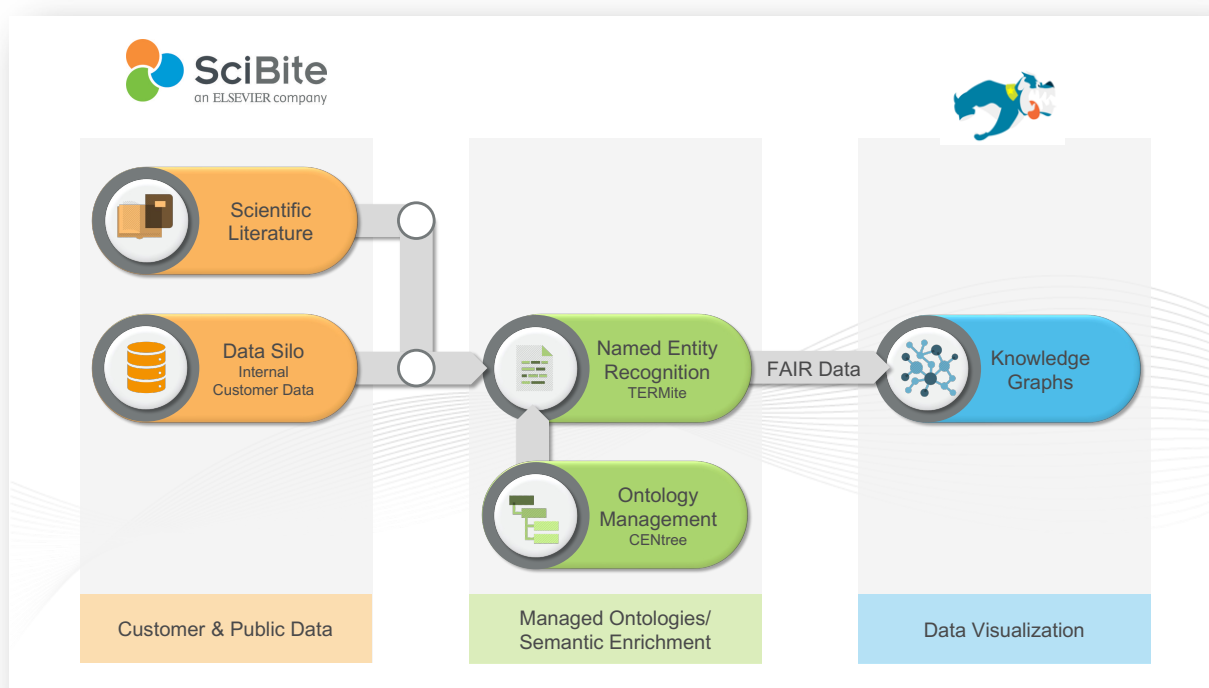 SciBite
an ELSEVIER company
Scientific
Literature
Data Silo
Internal
Customer Data
Named Entity
Recognition
TERMite
FAIR Data
Knowledge
Graphs
Ontology
Management
CENtree
Customer & Public Data
Managed Ontologies/
Semantic Enrichment
Data Visualization